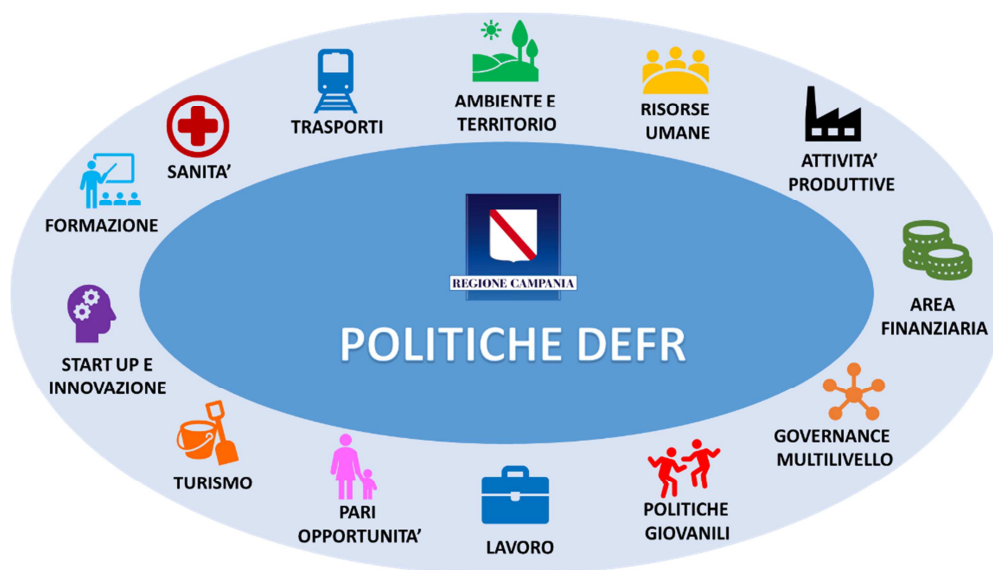 AMBIENTE E
TERRITORIO
RISORSE
UMANE
TRASPORTI
SANITA’
ATTIVITA’
PRODUTTIVE
FORMAZIONE
REGIONE CAMPANIA
POLITICHE DEFR
AREA
FINANZIARIA
START UP E
INNOVAZIONE
GOVERNANCE
MULTILIVELLO
TURISMO
PARI
OPPORTUNITA’
LAVORO
POLITICHE
GIOVANILI